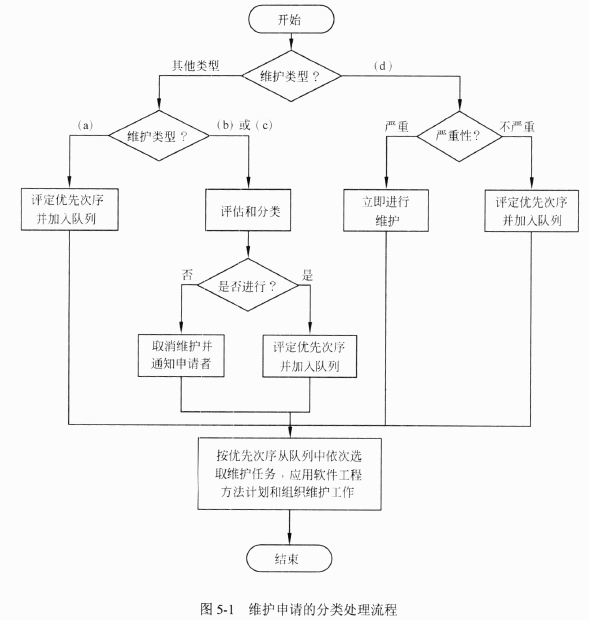 开始
维护类型？
其他类型
(d)
维护类型？
(a)
(b) 或 (c)
严重性？
严重
不严重
评定优先次序
并加入队列
评估和分类
立即进行
维护
评定优先次序
并加入队列
是否进行？
否
是
取消维护并
通知申请者
评定优先次序
并加入队列
按优先次序从队列中依次选
取维护任务，应用软件工程
方法计划和组织维护工作
结束
图 5-1 维护申请的分类处理流程